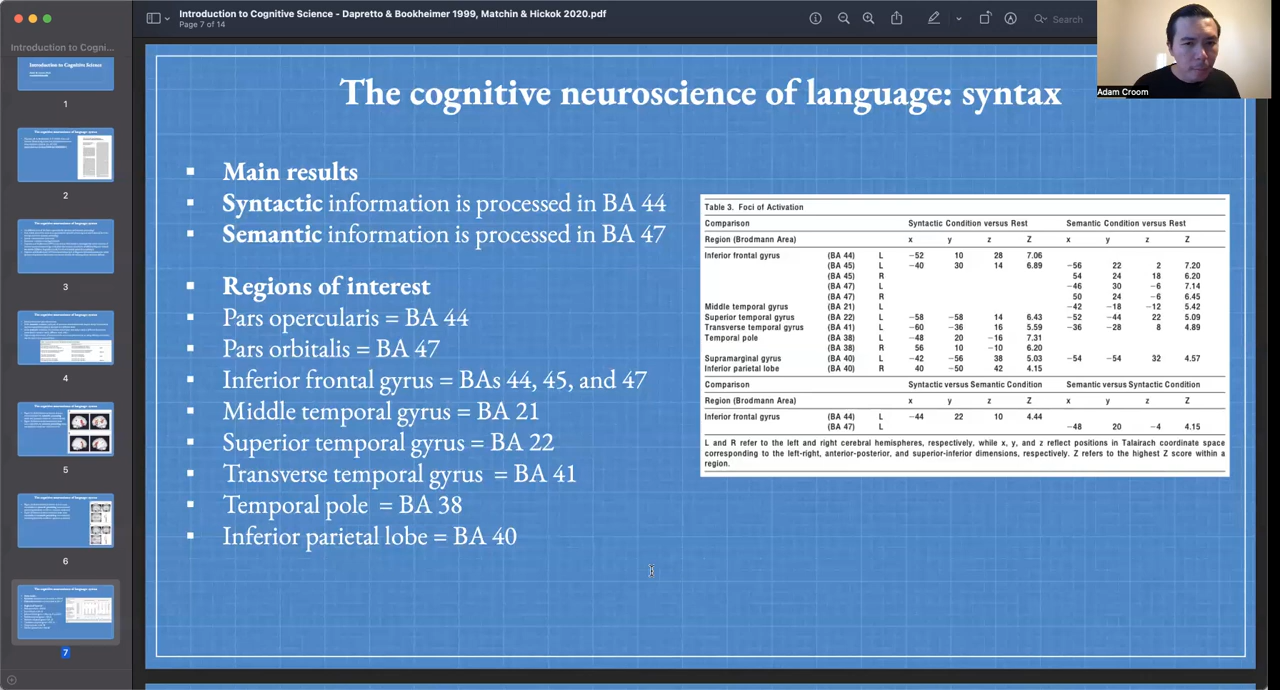 Introduction to Cognitive Science - Dapretto & Bookheimer 1999, Matchin & Hickok 2020.pdf
Page 7 of 14
Search
Introduction to Cogni...
Adam Croom
Introduction to Cognitive Science
1
2
3
4
5
6
7
The cognitive neuroscience of language: syntax
▪ Main results
▪ Syntactic information is processed in BA 44
▪ Semantic information is processed in BA 47
▪ Regions of interest
▪ Pars opercularis = BA 44
▪ Pars orbitalis = BA 47
▪ Inferior frontal gyrus = BAs 44, 45, and 47
▪ Middle temporal gyrus = BA 21
▪ Superior temporal gyrus = BA 22
▪ Transverse temporal gyrus = BA 41
▪ Temporal pole = BA 38
▪ Inferior parietal lobe = BA 40
Table 3. Foci of Activation
Comparison Syntactic Condition versus Rest Semantic Condition versus Rest
Region (Brodmann Area) x y z Z x y z Z
Inferior frontal gyrus (BA 44) L −52 10 28 7.06
(BA 45) L −40 30 14 6.89 −56 22 2 7.20
(BA 45) R 54 24 18 6.20
(BA 47) L −46 30 −6 7.14
(BA 47) R 50 24 −6 6.45
Middle temporal gyrus (BA 21) L −42 −18 −12 5.42
Superior temporal gyrus (BA 22) L −58 −58 14 6.43 −52 −44 22 5.09
Transverse temporal gyrus (BA 41) L −60 −36 16 5.59 −36 −28 8 4.89
Temporal pole (BA 38) L −48 20 −16 7.31
(BA 38) R 56 10 −10 6.20
Supramarginal gyrus (BA 40) L −42 −56 38 5.03 −54 −54 32 4.57
Inferior parietal lobe (BA 40) R 40 −50 42 4.15
Comparison Syntactic versus Semantic Condition Semantic versus Syntactic Condition
Region (Brodmann Area) x y z Z x y z Z
Inferior frontal gyrus (BA 44) L −44 22 10 4.44
(BA 47) L −48 20 −4 4.15
L and R refer to the left and right cerebral hemispheres, respectively, while x, y, and z reflect positions in Talairach coordinate space
corresponding to the left-right, anterior-posterior, and superior-inferior dimensions, respectively. Z refers to the highest Z score within a
region.